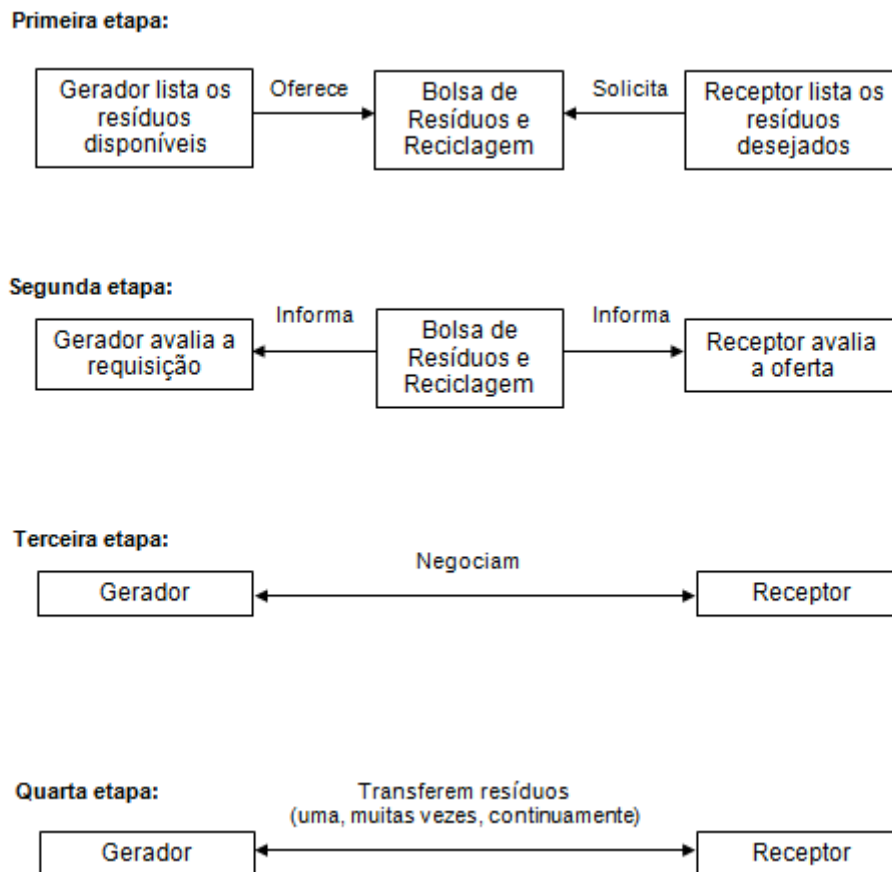 Primeira etapa:
Gerador lista os
resíduos
disponíveis
Oferece
Bolsa de
Resíduos e
Reciclagem
Solicita
Receptor lista os
resíduos
desejados
Segunda etapa:
Gerador avalia a
requisição
Informa
Bolsa de
Resíduos e
Reciclagem
Informa
Receptor avalia
a oferta
Terceira etapa:
Gerador
Negociam
Receptor
Quarta etapa:
Gerador
Transferem resíduos
(uma, muitas vezes, continuamente)
Receptor